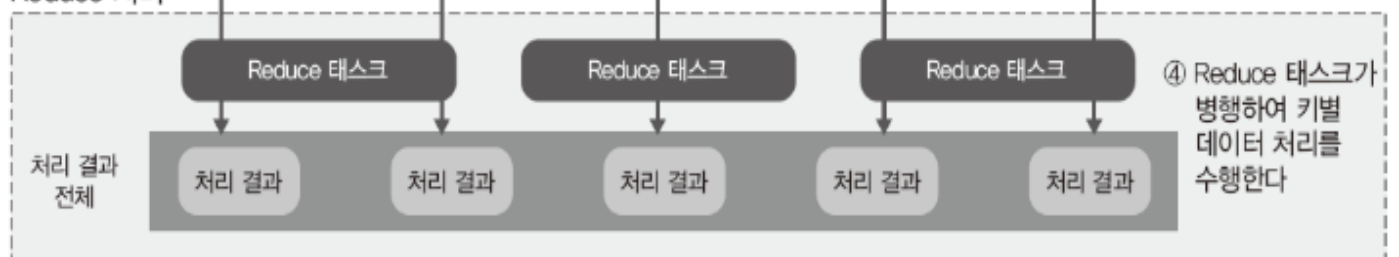 Reduce 태스크
Reduce 태스크
Reduce 태스크
④ Reduce 태스크가
병행하여 키별
데이터 처리를
수행한다
처리 결과
전체
처리 결과
처리 결과
처리 결과
처리 결과
처리 결과